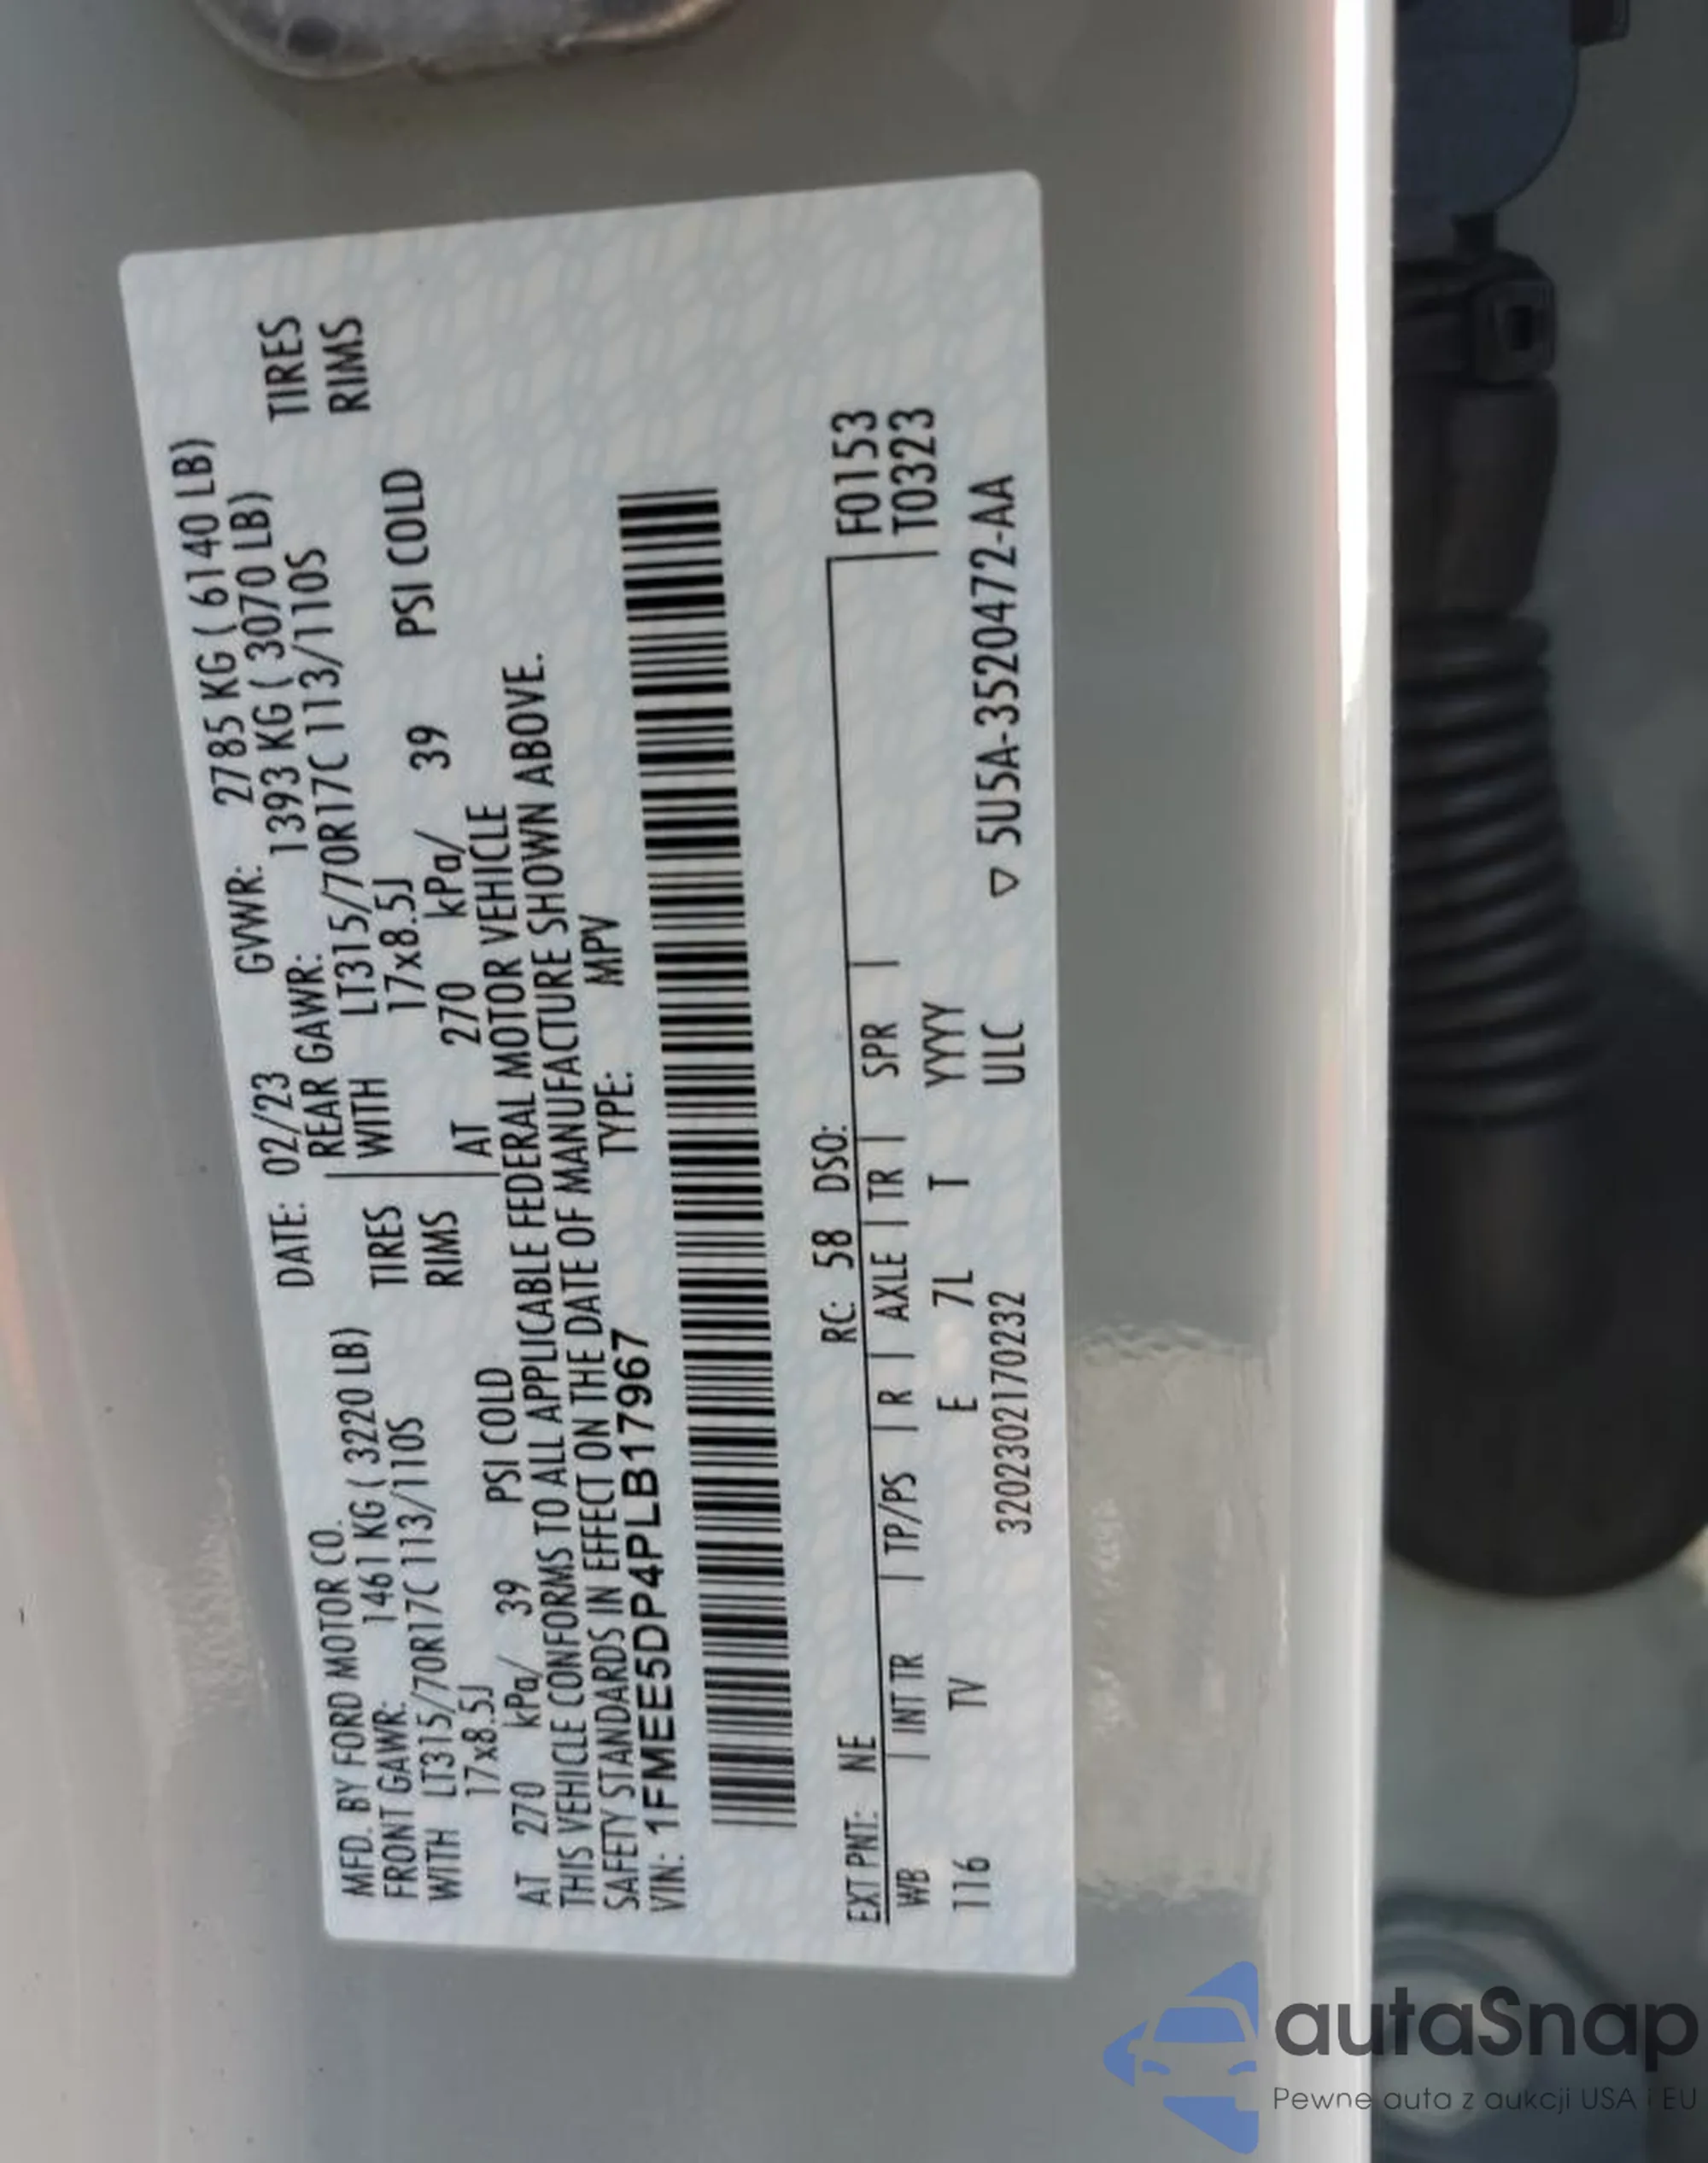 MFD. BY FORD MOTOR CO. DATE: 02/23 GVWR: 2785 KG ( 6140 LB)
FRONT GAWR: 1461 KG ( 3220 LB) REAR GAWR: 1393 KG ( 3070 LB)
WITH LT315/70R17C 113/110S TIRES WITH LT315/70R17C 113/110S TIRES
17x8.5J RIMS 17x8.5J RIMS
AT 270 kPa/ 39 PSI COLD AT 270 kPa/ 39 PSI COLD
THIS VEHICLE CONFORMS TO ALL APPLICABLE FEDERAL MOTOR VEHICLE
SAFETY STANDARDS IN EFFECT ON THE DATE OF MANUFACTURE SHOWN ABOVE.
VIN: 1FMEE5DP4PLB17967 TYPE: MPV
EXT PNT: NE RC: 58 DSO:
WB | INT TR | TP/PS | R | AXLE | TR | SPR | F0153
116 TV E 7L T YYYY T0323
3202302170232 ULC ▽ 5U5A-3520472-AA
autaSnap
Pewne auta z aukcji USA i EU